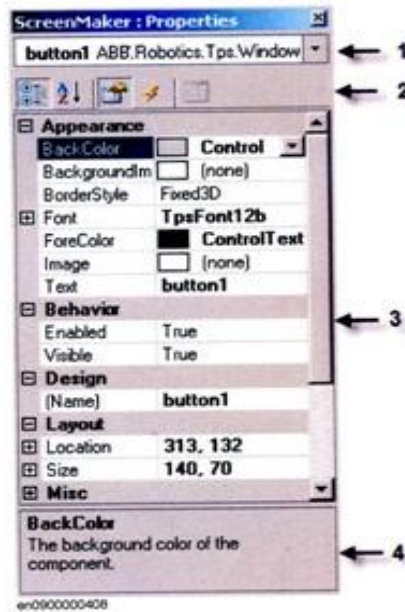 ScreenMaker : Properties
button1 ABB.Robotics.Tps.Window
1
2
Appearance
BackColor Control
BackgroundIm (none)
BorderStyle Fixed3D
Font TpsFont12b
ForeColor ControlText
Image (none)
Text button1
Behavior
Enabled True
Visible True
3
Design
(Name) button1
Layout
Location 313, 132
Size 140, 70
Misc
BackColor
The background color of the
component.
4
en0900000408